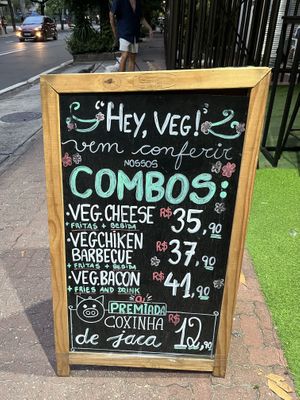 "HEY, VEG!"
vem conferir
NOSSOS
COMBOS:
· VEG.CHEESE R$ 35,90
+ FRITAS + BEBIDA
· VEGCHIKEN
BARBECUE R$ 37,90
+ FRITAS + BEBIDA
· VEG.BACON R$ 41,90
+ FRIES AND DRINK
a
PREMIADA
COXINHA
de jaca R$ 12,90